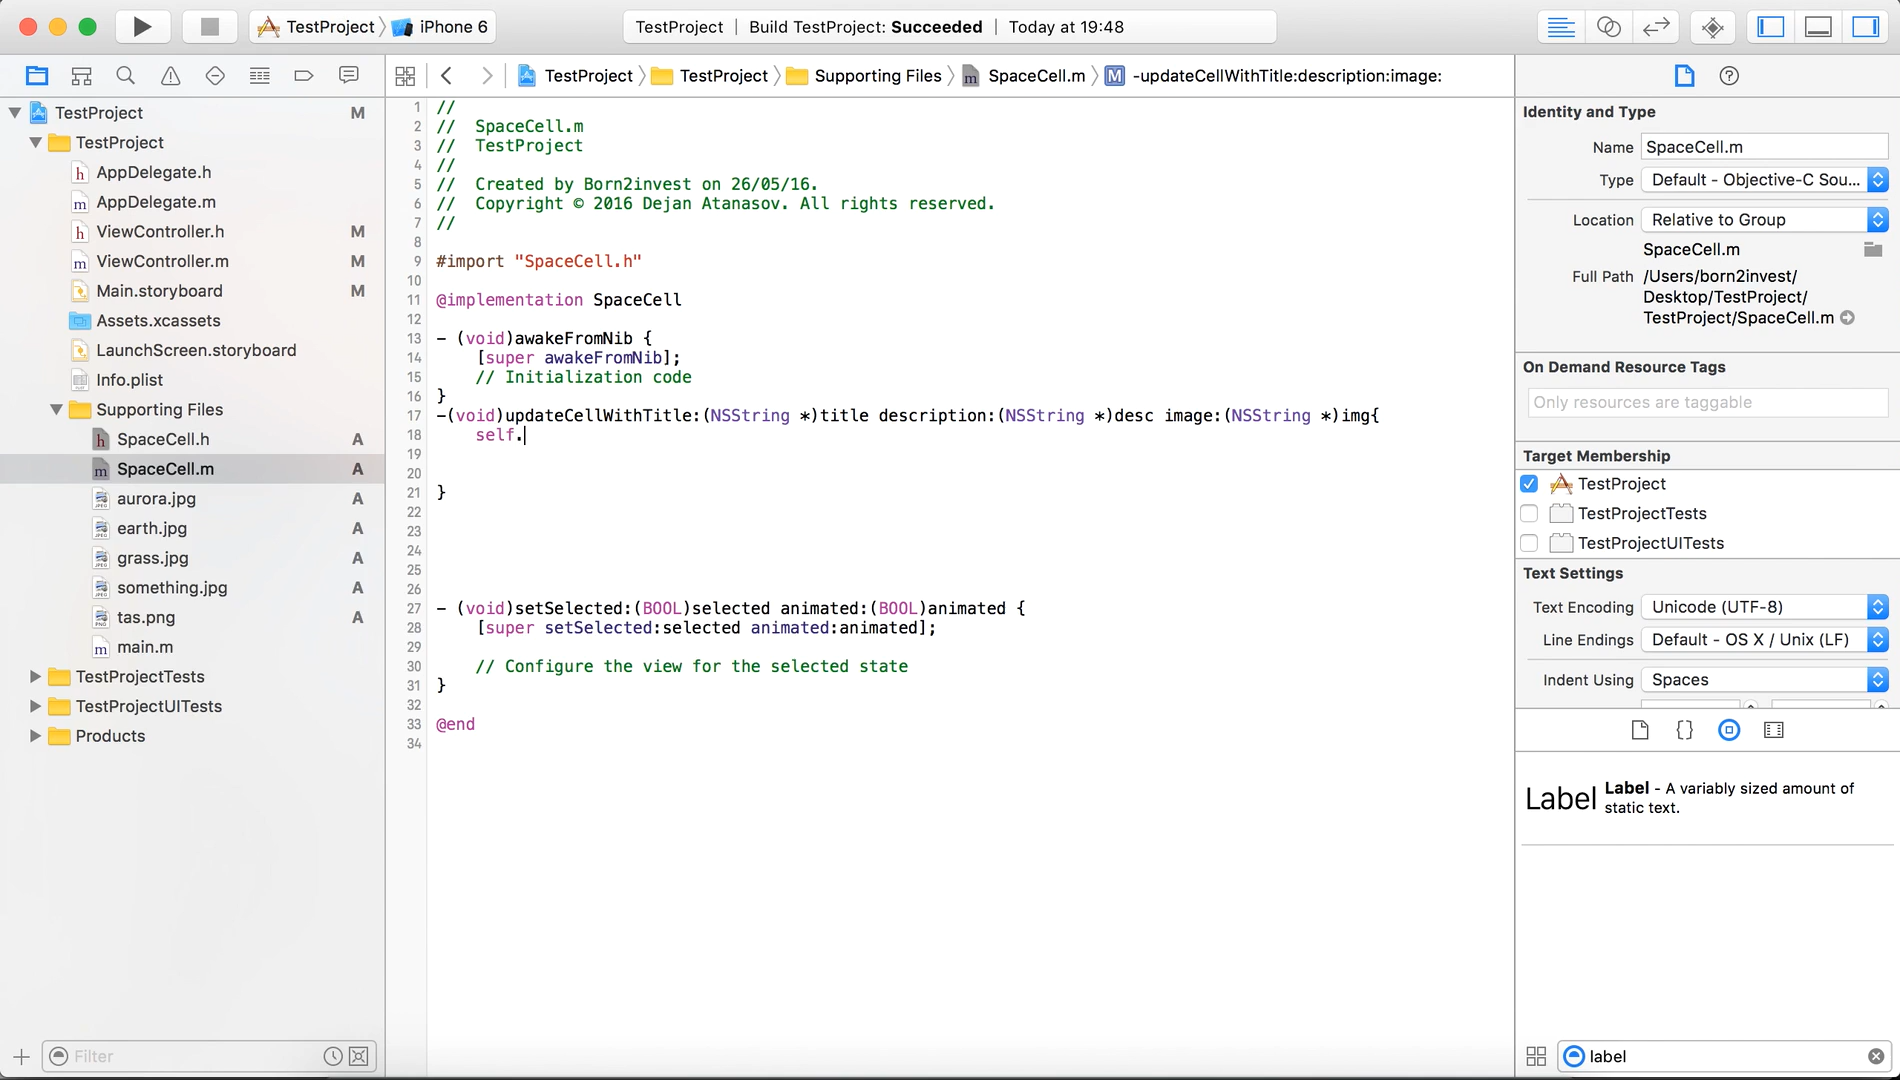 TestProject iPhone 6 TestProject | Build TestProject: Succeeded | Today at 19:48
TestProject TestProject Supporting Files SpaceCell.m M -updateCellWithTitle:description:image:
TestProject M
TestProject
AppDelegate.h
AppDelegate.m
ViewController.h M
ViewController.m M
Main.storyboard M
Assets.xcassets
LaunchScreen.storyboard
Info.plist
Supporting Files
SpaceCell.h A
SpaceCell.m A
aurora.jpg A
earth.jpg A
grass.jpg A
something.jpg A
tas.png A
main.m
TestProjectTests
TestProjectUITests
Products
Filter
1 //
2 //  SpaceCell.m
3 //  TestProject
4 //
5 //  Created by Born2invest on 26/05/16.
6 //  Copyright © 2016 Dejan Atanasov. All rights reserved.
7 //
8
9 #import "SpaceCell.h"
10
11 @implementation SpaceCell
12
13 - (void)awakeFromNib {
14     [super awakeFromNib];
15     // Initialization code
16 }
17 -(void)updateCellWithTitle:(NSString *)title description:(NSString *)desc image:(NSString *)img{
18     self.
19
20
21 }
22
23
24
25
26
27 - (void)setSelected:(BOOL)selected animated:(BOOL)animated {
28     [super setSelected:selected animated:animated];
29
30     // Configure the view for the selected state
31 }
32
33 @end
34
Identity and Type
Name SpaceCell.m
Type Default - Objective-C Sou...
Location Relative to Group
SpaceCell.m
Full Path /Users/born2invest/
Desktop/TestProject/
TestProject/SpaceCell.m
On Demand Resource Tags
Only resources are taggable
Target Membership
TestProject
TestProjectTests
TestProjectUITests
Text Settings
Text Encoding Unicode (UTF-8)
Line Endings Default - OS X / Unix (LF)
Indent Using Spaces
{}
Label Label - A variably sized amount of
static text.
label